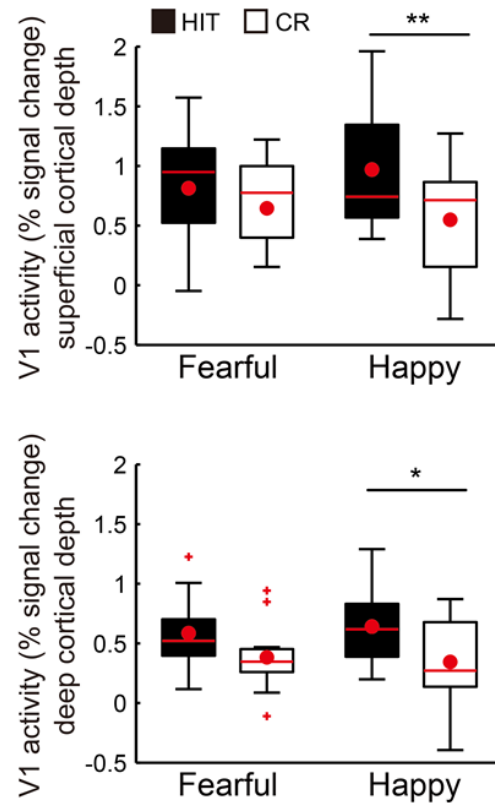 HIT CR
**
V1 activity (% signal change)
superficial cortical depth
2
1.5
1
0.5
0
-0.5
Fearful Happy
*
V1 activity (% signal change)
deep cortical depth
2
1.5
1
0.5
0
-0.5
Fearful Happy